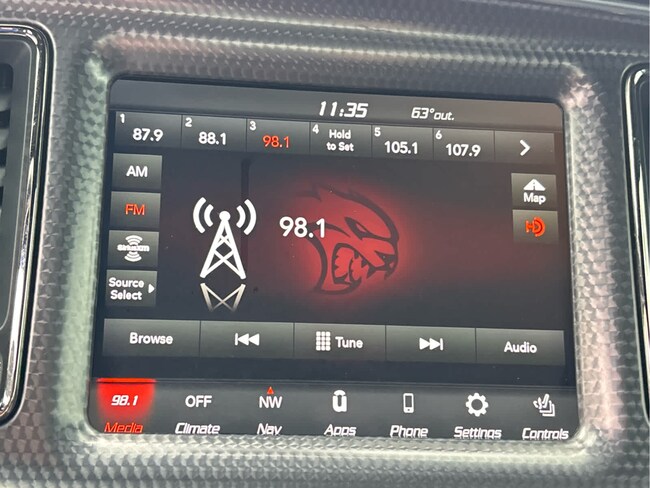 11:35 63°out.
1 87.9 2 88.1 3 98.1 4 Hold to Set 5 105.1 6 107.9
AM
FM
siriusxm
Source Select
98.1
Map
HD
Browse Tune Audio
98.1 OFF NW
Media Climate Nav Apps Phone Settings Controls